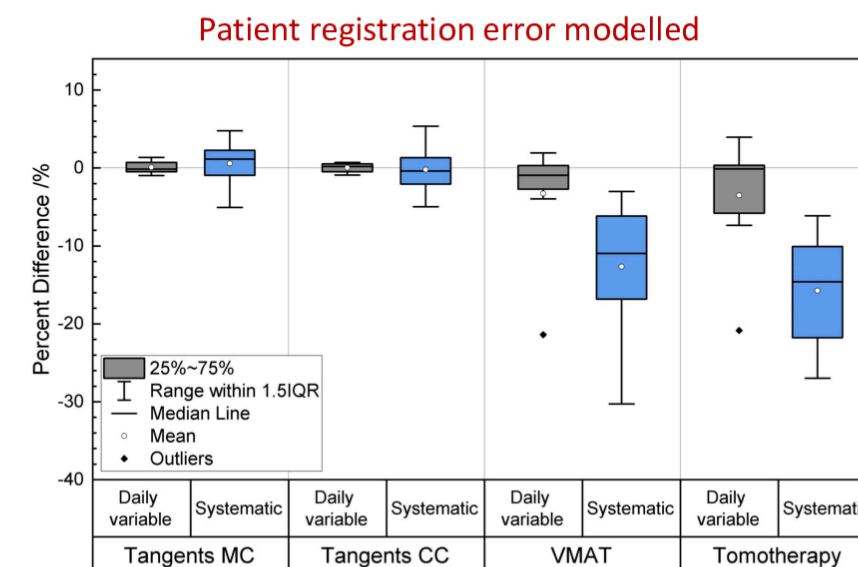 Patient registration error modelled
10
0
-10
-20
-30
-40
Percent Difference /%
25%~75%
Range within 1.5IQR
Median Line
Mean
Outliers
Daily variable
Systematic
Daily variable
Systematic
Daily variable
Systematic
Daily variable
Systemati
Tangents MC
Tangents CC
VMAT
Tomotherapy